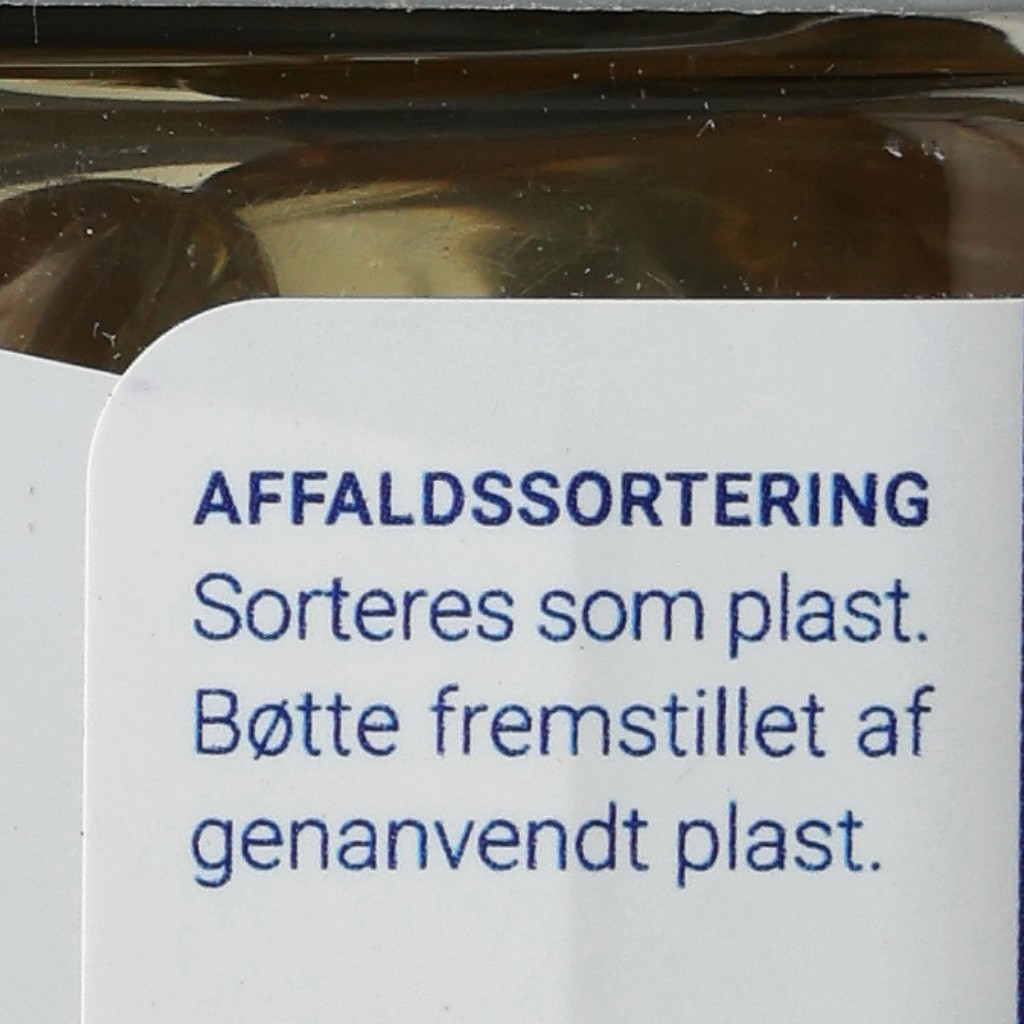 AFFALDSSORTERING
Sorteres som plast.
Bøtte fremstillet af
genanvendt plast.